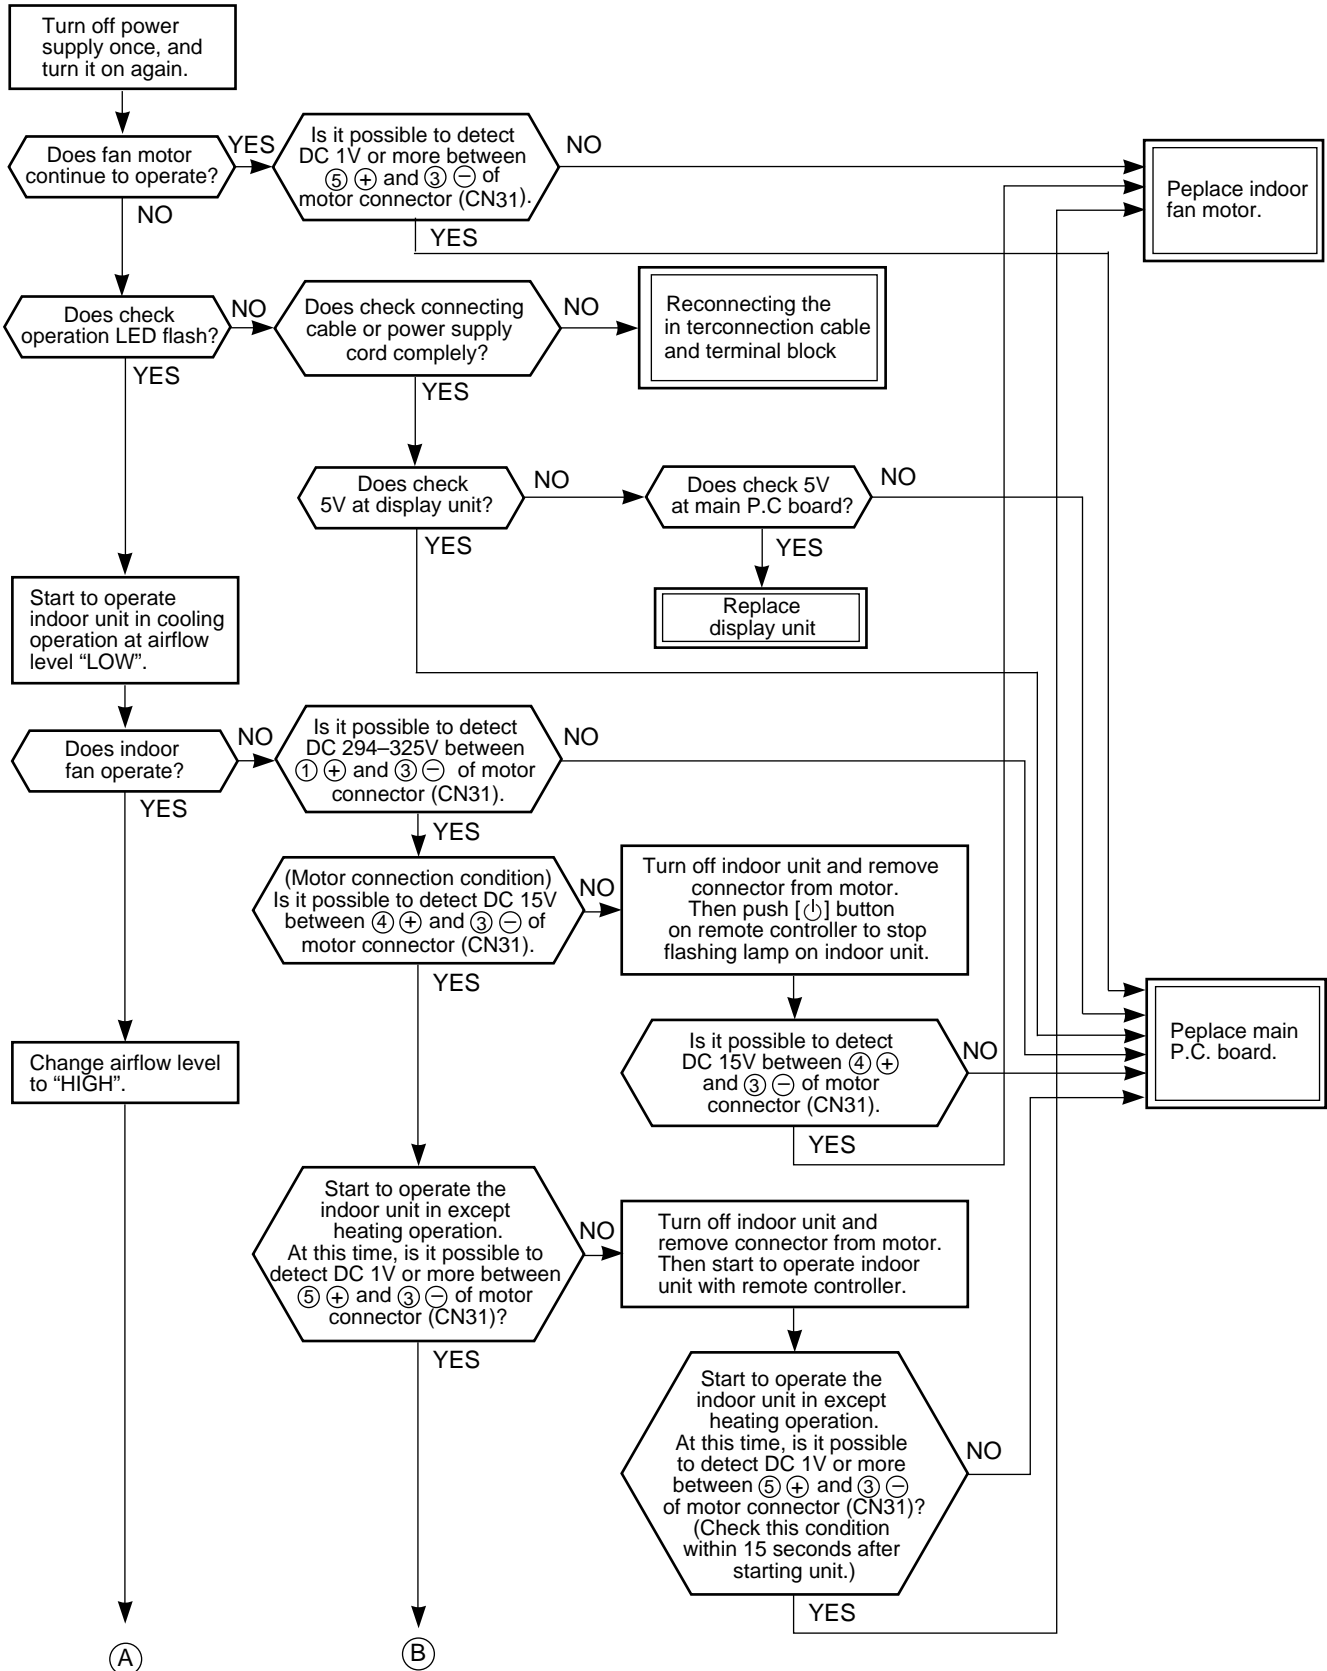 Turn off power
supply once, and
turn it on again.
Does fan motor
continue to operate?
YES
NO
Is it possible to detect
DC 1V or more between
⑤ ⊕ and ③ ⊖ of
motor connector (CN31).
NO
YES
Peplace indoor
fan motor.
Does check
operation LED flash?
NO
YES
Does check connecting
cable or power supply
cord complely?
NO
YES
Reconnecting the
in terconnection cable
and terminal block
Does check
5V at display unit?
NO
YES
Does check 5V
at main P.C board?
NO
YES
Replace
display unit
Start to operate
indoor unit in cooling
operation at airflow
level “LOW”.
Does indoor
fan operate?
NO
YES
Is it possible to detect
DC 294–325V between
① ⊕ and ③ ⊖ of motor
connector (CN31).
NO
YES
(Motor connection condition)
Is it possible to detect DC 15V
between ④ ⊕ and ③ ⊖ of
motor connector (CN31).
NO
YES
Turn off indoor unit and remove
connector from motor.
Then push [⏻] button
on remote controller to stop
flashing lamp on indoor unit.
Is it possible to detect
DC 15V between ④ ⊕
and ③ ⊖ of motor
connector (CN31).
NO
YES
Peplace main
P.C. board.
Change airflow level
to “HIGH”.
Start to operate the
indoor unit in except
heating operation.
At this time, is it possible to
detect DC 1V or more between
⑤ ⊕ and ③ ⊖ of motor
connector (CN31)?
NO
YES
Turn off indoor unit and
remove connector from motor.
Then start to operate indoor
unit with remote controller.
Start to operate the
indoor unit in except
heating operation.
At this time, is it possible
to detect DC 1V or more
between ⑤ ⊕ and ③ ⊖
of motor connector (CN31)?
(Check this condition
within 15 seconds after
starting unit.)
NO
YES
Ⓐ
Ⓑ